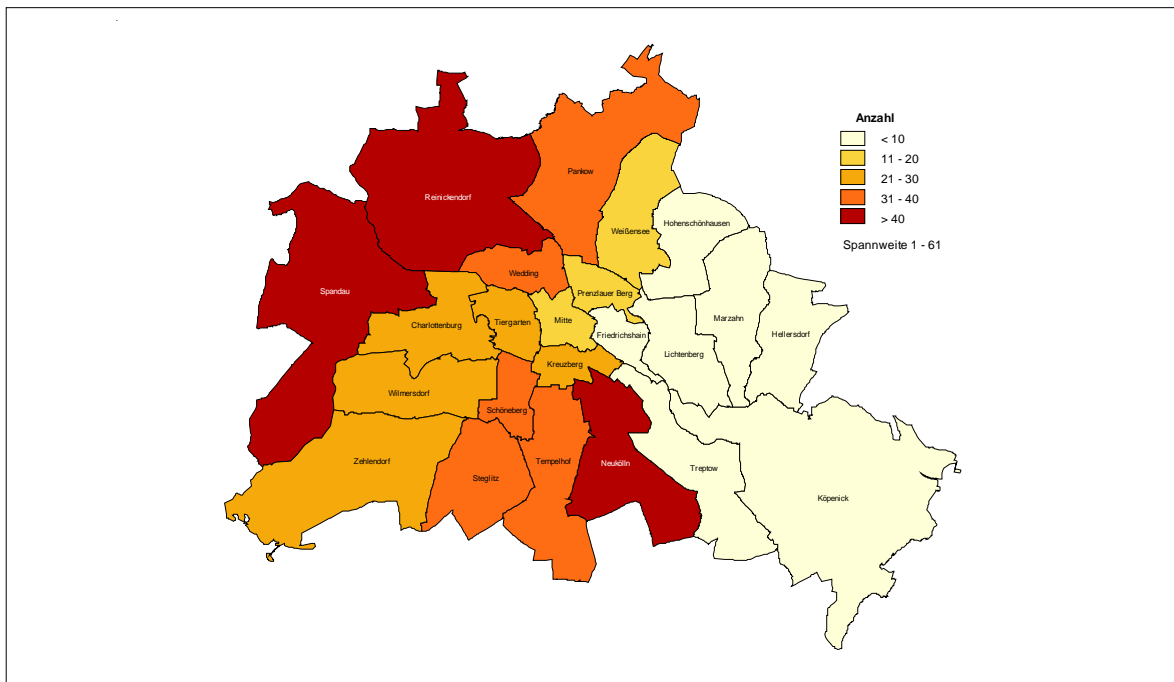 Anzahl
< 10
11 - 20
21 - 30
31 - 40
> 40
Spannweite 1 - 61
Pankow
Reinickendorf
Hohenschönhausen
Weißensee
Wedding
Spandau
Prenzlauer Berg
Marzahn
Mitte
Tiergarten
Charlottenburg
Friedrichshain
Hellersdorf
Lichtenberg
Kreuzberg
Wilmersdorf
Schöneberg
Zehlendorf
Tempelhof
Neukölln
Treptow
Steglitz
Köpenick